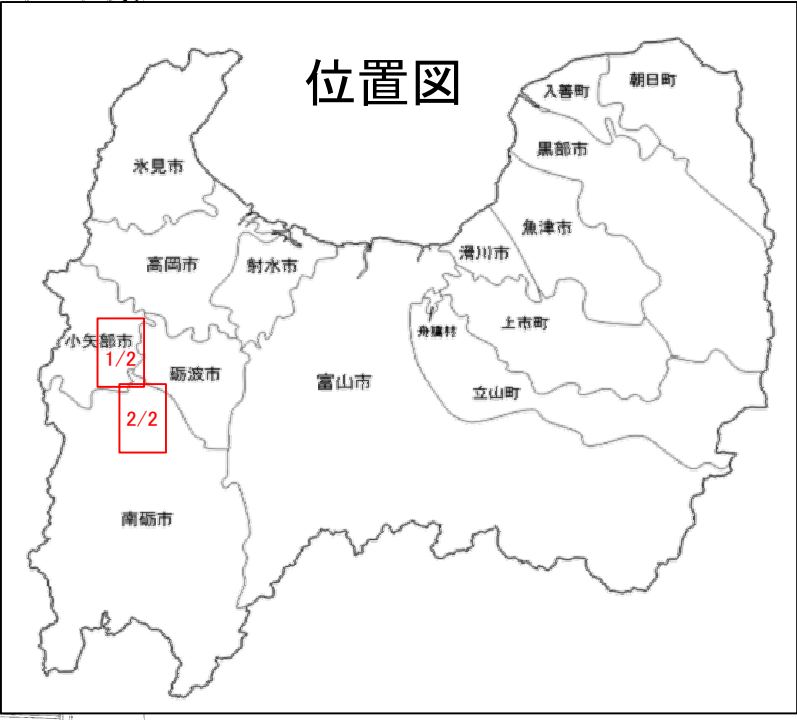 位置図
入善町
朝日町
黒部市
氷見市
魚津市
滑川市
高岡市
射水市
上市町
舟橋村
小矢部市
1/2
砺波市
富山市
立山町
2/2
南砺市